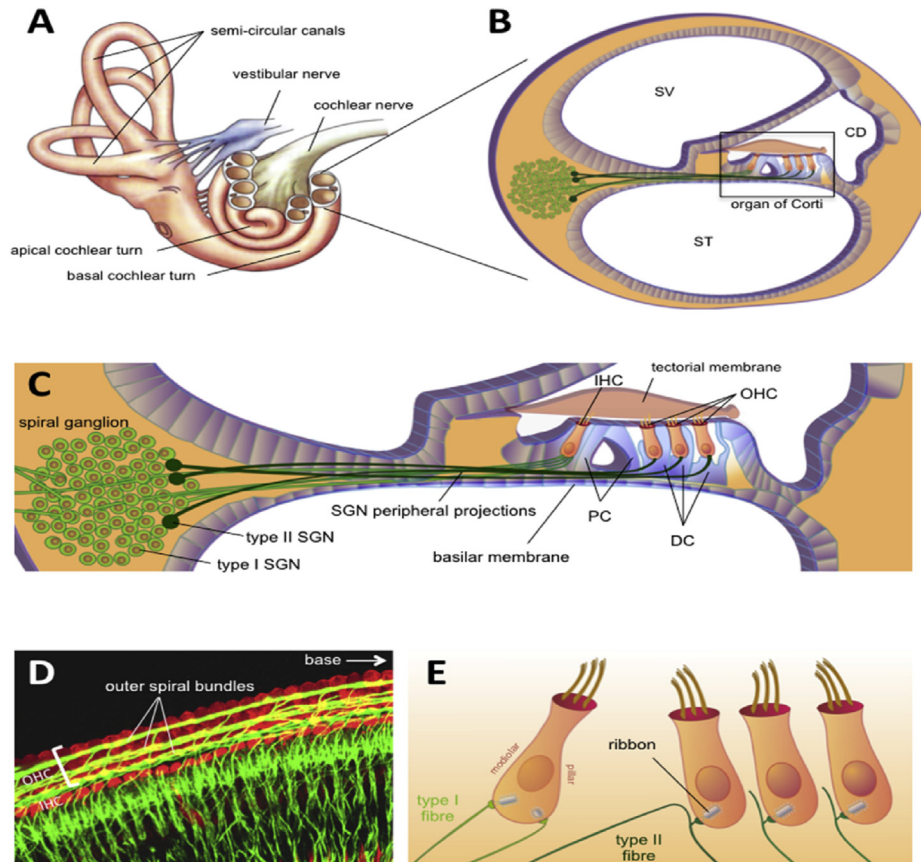 A
semi-circular canals
vestibular nerve
cochlear nerve
apical cochlear turn
basal cochlear turn
B
SV
CD
organ of Corti
ST
C
spiral ganglion
IHC
tectorial membrane
OHC
SGN peripheral projections
type II SGN
type I SGN
basilar membrane
PC
DC
D
base
outer spiral bundles
OHC
IHC
E
modiolar
pillar
ribbon
type I
fibre
type II
fibre